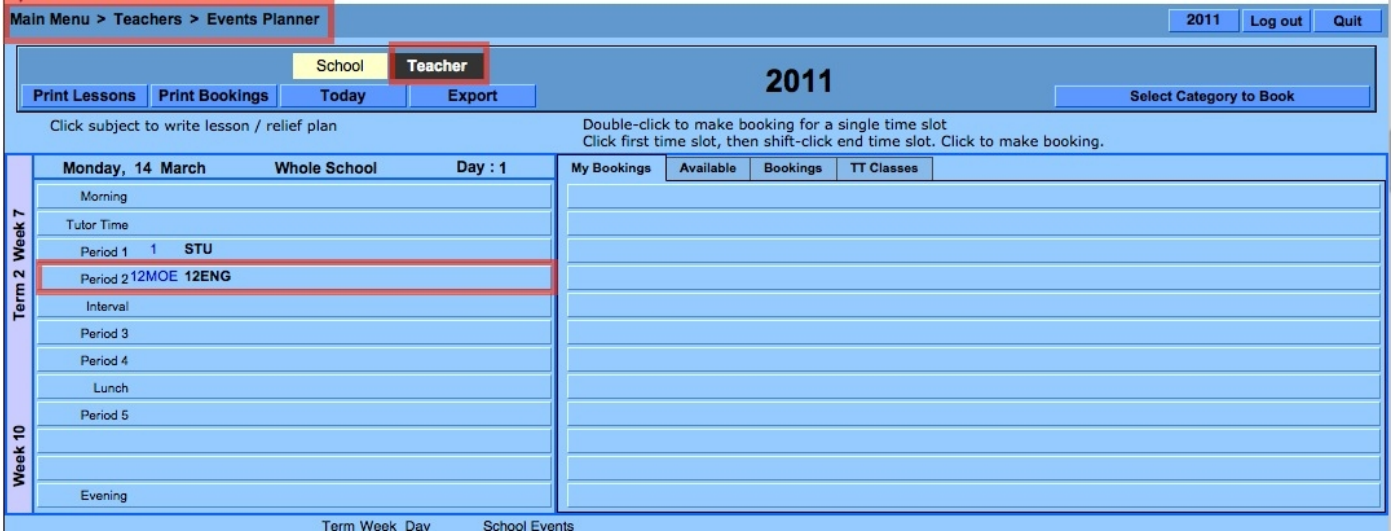 Main Menu > Teachers > Events Planner 2011 Log out Quit
School Teacher
2011
Print Lessons Print Bookings Today Export Select Category to Book
Click subject to write lesson / relief plan
Double-click to make booking for a single time slot
Click first time slot, then shift-click end time slot. Click to make booking.
Monday, 14 March Whole School Day : 1
My Bookings Available Bookings TT Classes
Term 2 Week 7
Week 10
Morning
Tutor Time
Period 1 1 STU
Period 2 12MOE 12ENG
Interval
Period 3
Period 4
Lunch
Period 5
Evening
Term Week Day School Events